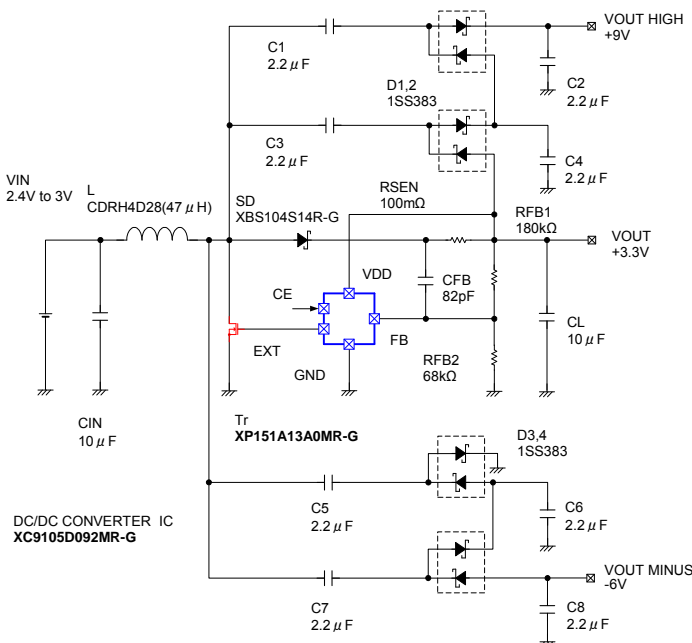 VOUT HIGH
+9V
C1
2.2μF
C2
2.2μF
D1,2
1SS383
C3
2.2μF
C4
2.2μF
VIN
2.4V to 3V
L
CDRH4D28(47μH)
SD
XBS104S14R-G
RSEN
100mΩ
RFB1
180kΩ
VOUT
+3.3V
VDD
CE
CFB
82pF
EXT
FB
CL
10μF
GND
RFB2
68kΩ
CIN
10μF
Tr
XP151A13A0MR-G
D3,4
1SS383
C5
2.2μF
C6
2.2μF
DC/DC CONVERTER IC
XC9105D092MR-G
VOUT MINUS
-6V
C7
2.2μF
C8
2.2μF